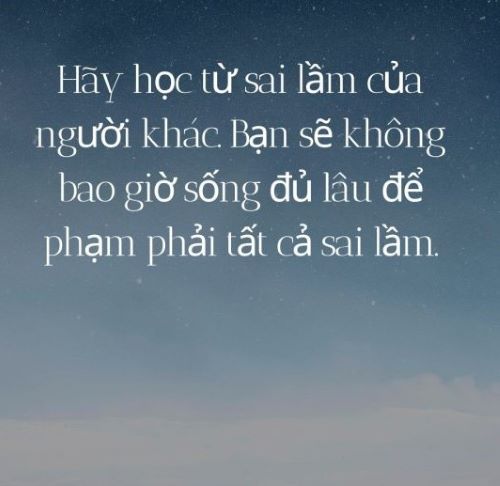 Hãy học từ sai lầm của
người khác. Bạn sẽ không
bao giờ sống đủ lâu để
phạm phải tất cả sai lầm.